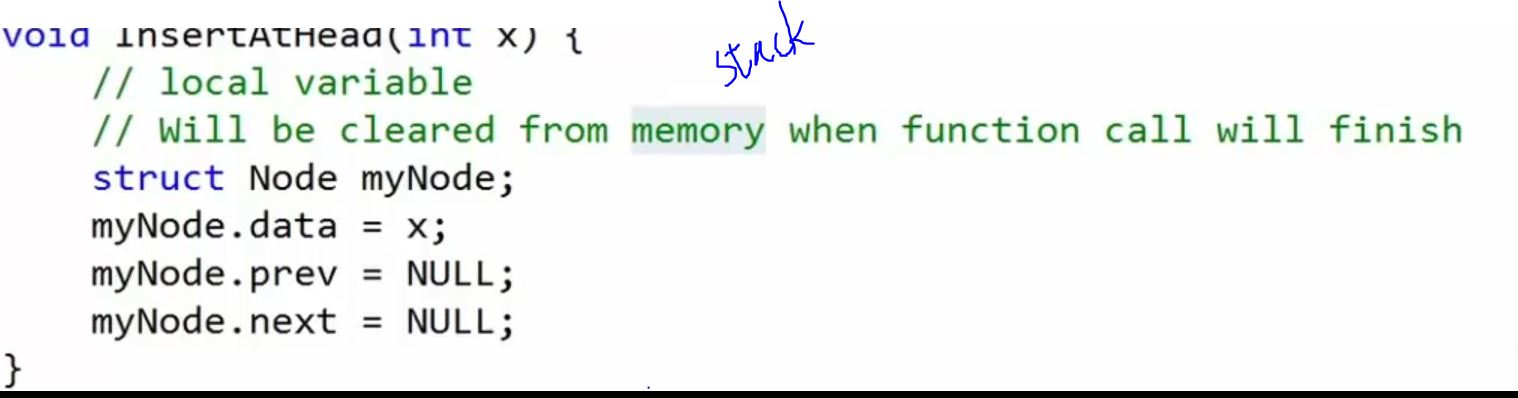 void InsertAtHead(int x) {
stack
// local variable
// Will be cleared from memory when function call will finish
struct Node myNode;
myNode.data = x;
myNode.prev = NULL;
myNode.next = NULL;
}